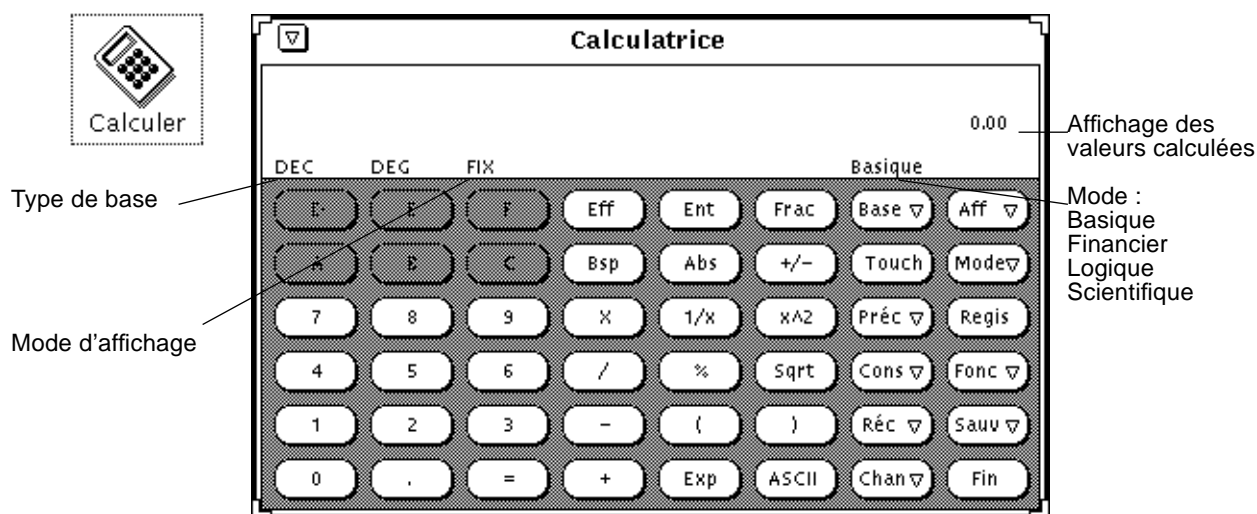 Calculatrice
Calculer
0.00
Affichage des
valeurs calculées
DEC DEG FIX Basique
Type de base
Mode :
Basique
Financier
Logique
Scientifique
Mode d'affichage
E F Eff Ent Frac Base Aff
A B C Bsp Abs +/- Touch Mode
7 8 9 X 1/x x^2 Préc Regis
4 5 6 / % Sqrt Cons Fonc
1 2 3 - ( ) Réc Sauv
0 . = + Exp ASCII Chan Fin